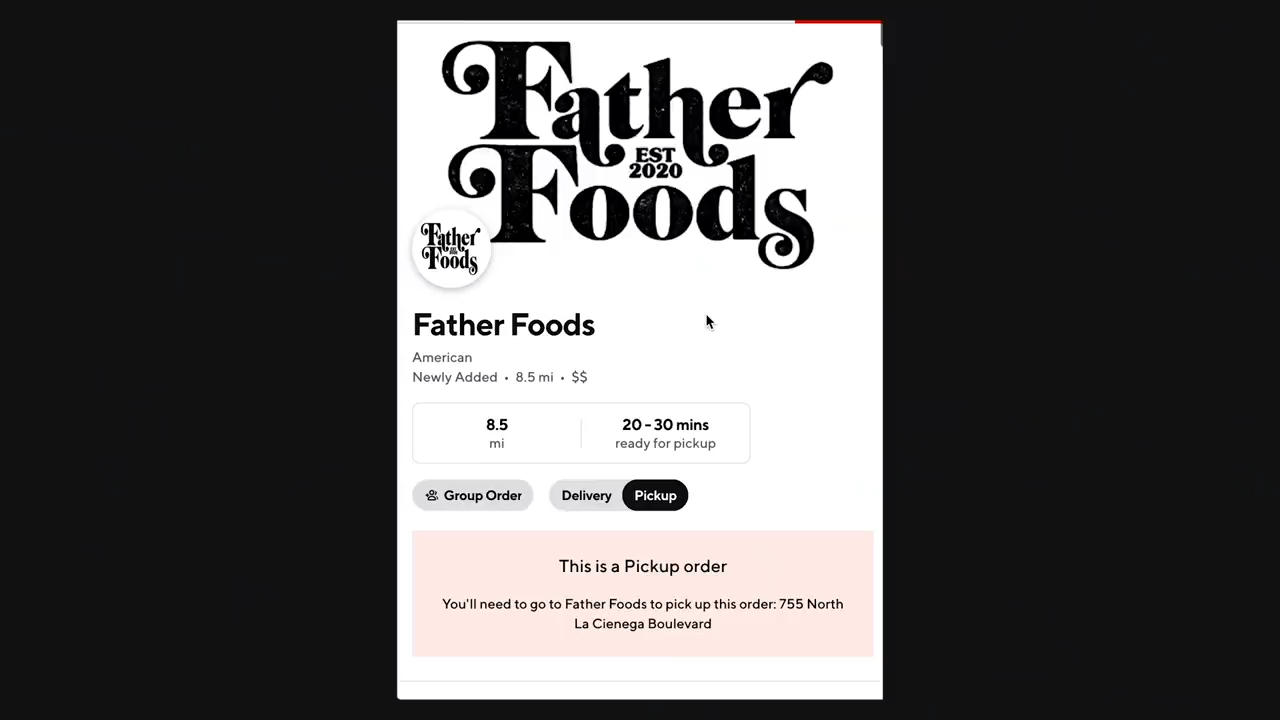 Father
EST
2020
Foods
Father
Foods
Father Foods
American
Newly Added • 8.5 mi • $$
8.5
mi
20 - 30 mins
ready for pickup
Group Order
Delivery
Pickup
This is a Pickup order
You'll need to go to Father Foods to pick up this order: 755 North
La Cienega Boulevard